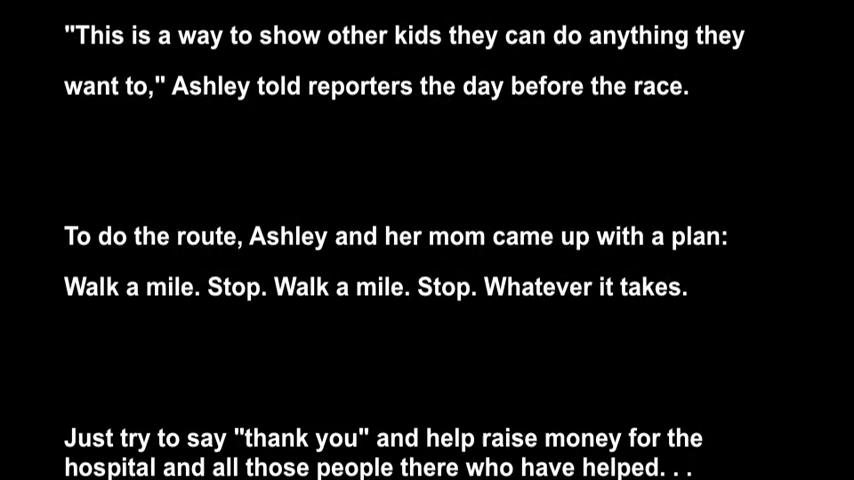 "This is a way to show other kids they can do anything they
want to," Ashley told reporters the day before the race.
To do the route, Ashley and her mom came up with a plan:
Walk a mile. Stop. Walk a mile. Stop. Whatever it takes.
Just try to say "thank you" and help raise money for the
hospital and all those people there who have helped. . .